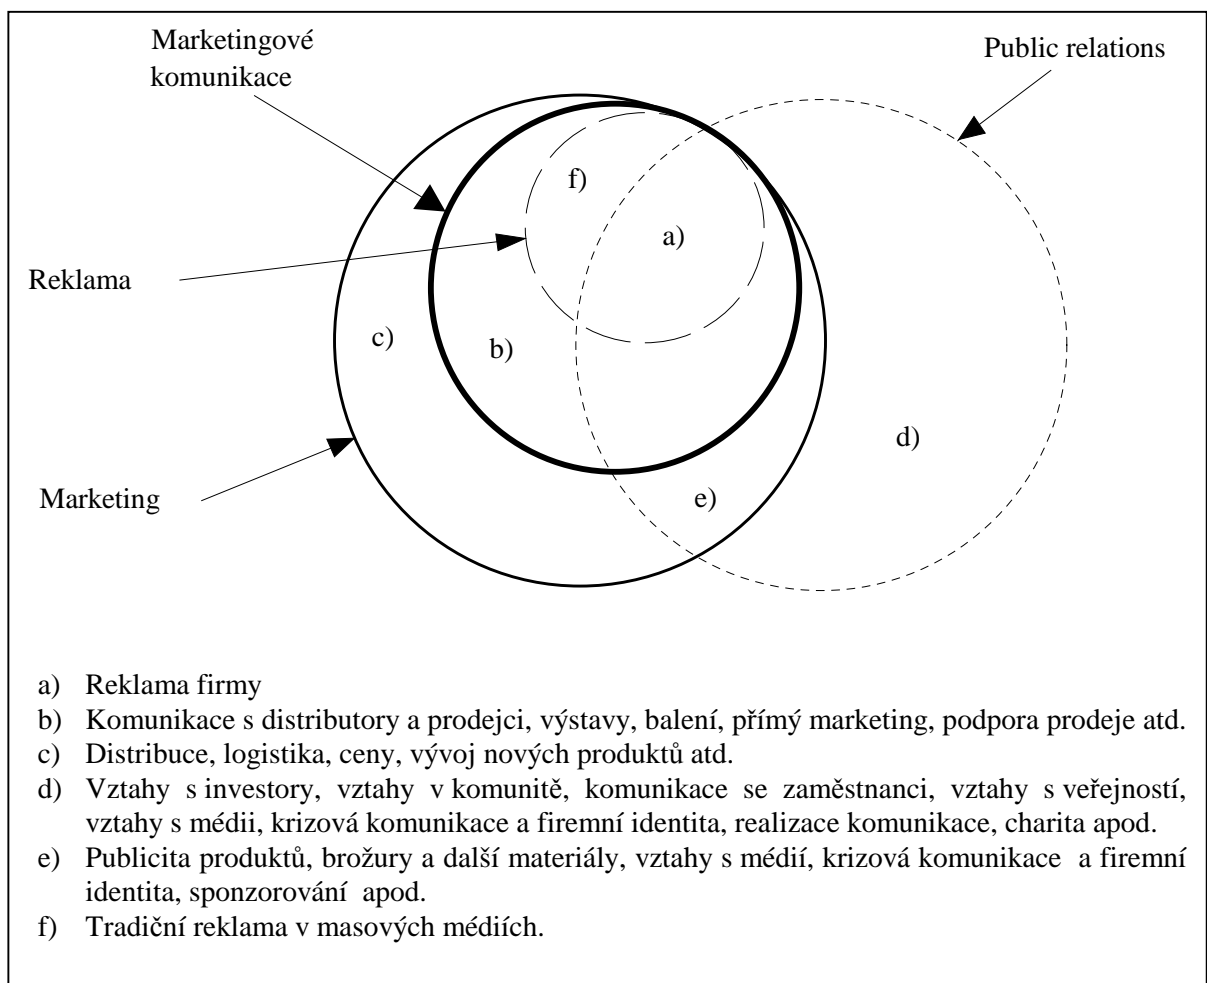 Marketingové
komunikace
Public relations
f)
a)
Reklama
c)
b)
d)
Marketing
e)
a) Reklama firmy
b) Komunikace s distributory a prodejci, výstavy, balení, přímý marketing, podpora prodeje atd.
c) Distribuce, logistika, ceny, vývoj nových produktů atd.
d) Vztahy s investory, vztahy v komunitě, komunikace se zaměstnanci, vztahy s veřejností,
vztahy s médii, krizová komunikace a firemní identita, realizace komunikace, charita apod.
e) Publicita produktů, brožury a další materiály, vztahy s médií, krizová komunikace a firemní
identita, sponzorování apod.
f) Tradiční reklama v masových médiích.